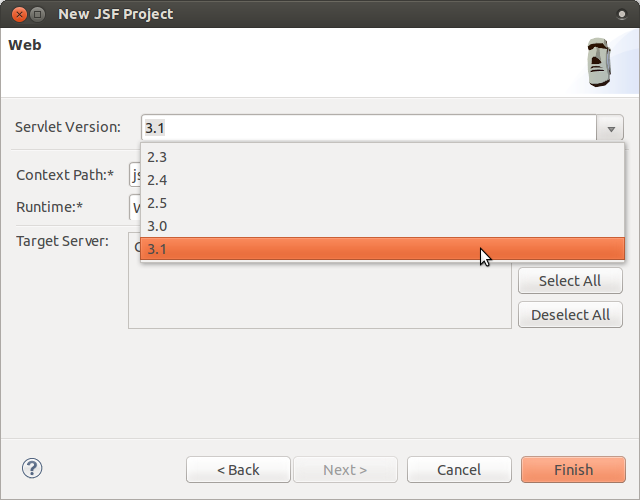 New JSF Project
Web
Servlet Version: 3.1
2.3
2.4
2.5
3.0
3.1
Context Path:*
Runtime:*
Target Server:
Select All
Deselect All
? < Back Next > Cancel Finish